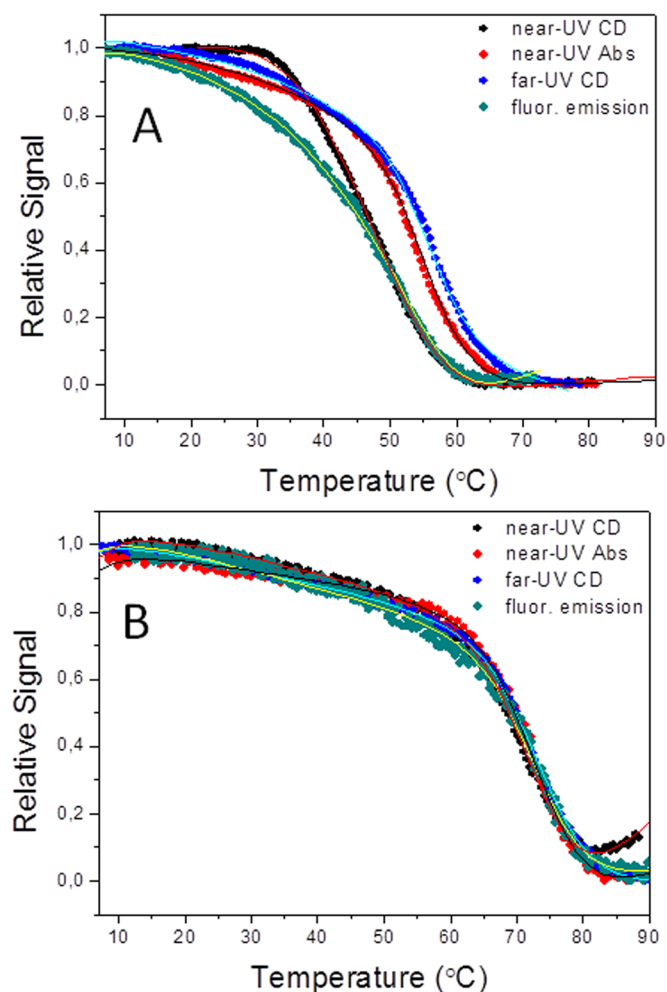 near-UV CD
near-UV Abs
far-UV CD
fluor. emission
A
Relative Signal
1,0
0,8
0,6
0,4
0,2
0,0
10 20 30 40 50 60 70 80 90
Temperature (°C)
near-UV CD
near-UV Abs
far-UV CD
fluor. emission
B
Relative Signal
1,0
0,8
0,6
0,4
0,2
0,0
10 20 30 40 50 60 70 80 90
Temperature (°C)